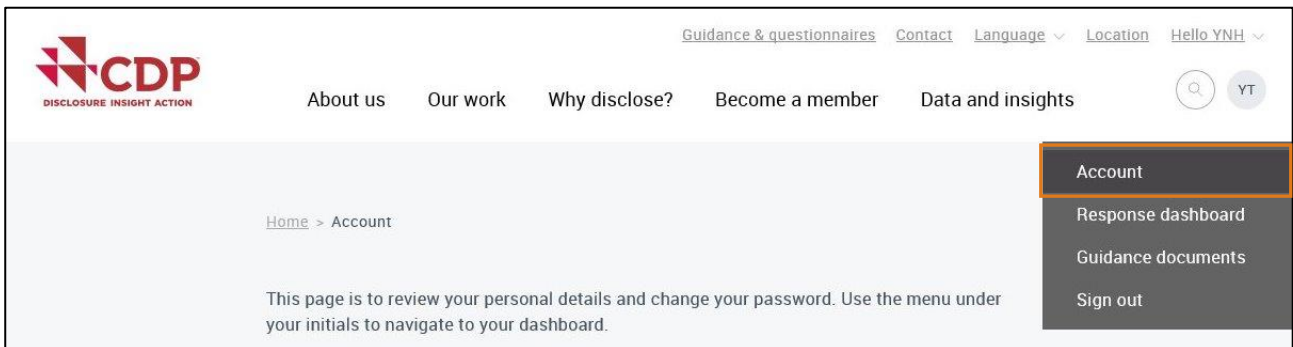 Guidance & questionnaires Contact Language Location Hello YNH
CDP
DISCLOSURE INSIGHT ACTION
About us Our work Why disclose? Become a member Data and insights
YT
Account
Response dashboard
Guidance documents
Sign out
Home > Account
This page is to review your personal details and change your password. Use the menu under
your initials to navigate to your dashboard.